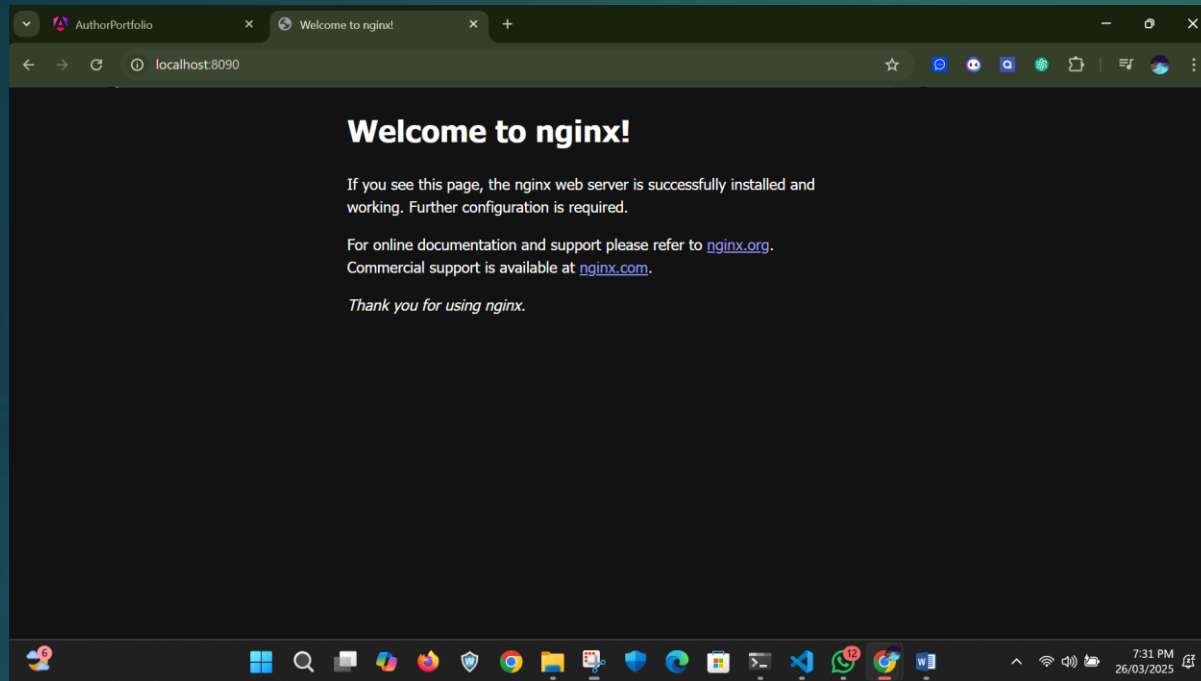 AuthorPortfolio
Welcome to nginx!
localhost:8090
Welcome to nginx!
If you see this page, the nginx web server is successfully installed and
working. Further configuration is required.
For online documentation and support please refer to nginx.org.
Commercial support is available at nginx.com.
Thank you for using nginx.
6
12
7:31 PM
26/03/2025